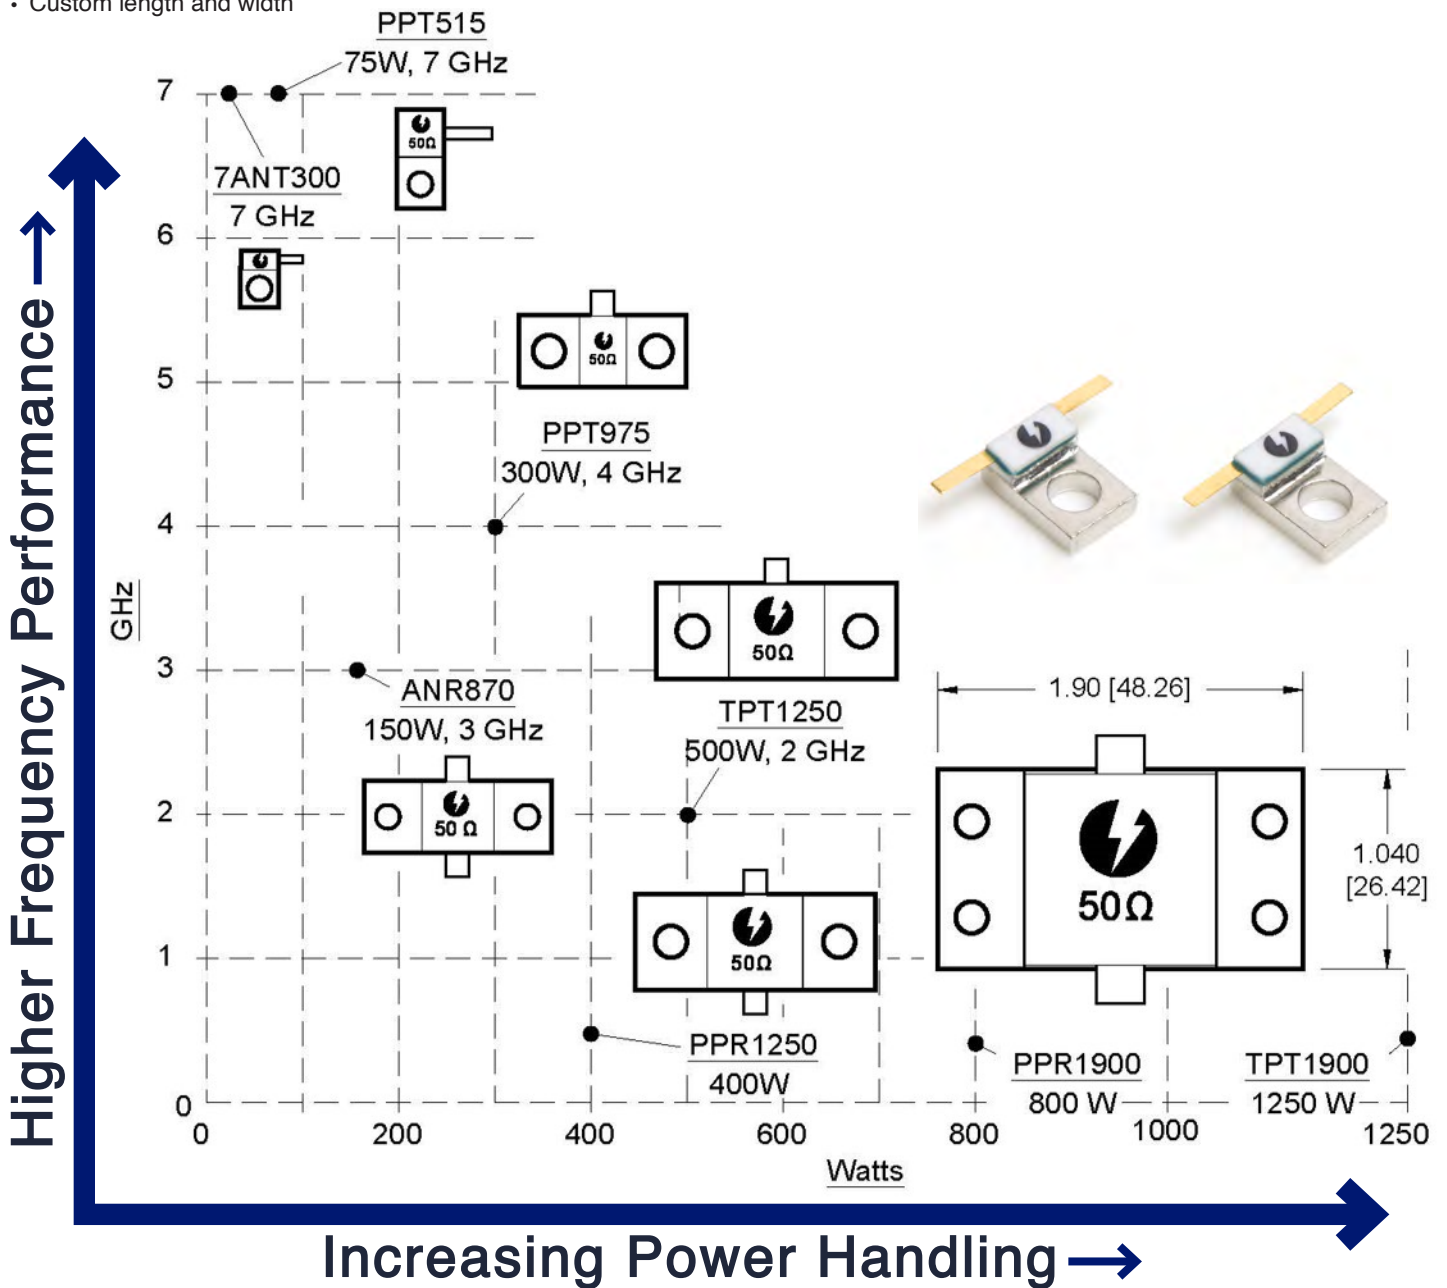 • Custom length and width
PPT515
75W, 7 GHz
7
7ANT300
7 GHz
50Ω
6
50Ω
5
PPT975
300W, 4 GHz
4
GHz
50Ω
3
ANR870
150W, 3 GHz
TPT1250
500W, 2 GHz
1.90 [48.26]
2
50 Ω
50Ω
1.040
[26.42]
1
50Ω
PPR1250
400W
PPR1900
800 W
TPT1900
1250 W
0
0
200
400
600
800
1000
1250
Watts
Higher Frequency Performance →
Increasing Power Handling →